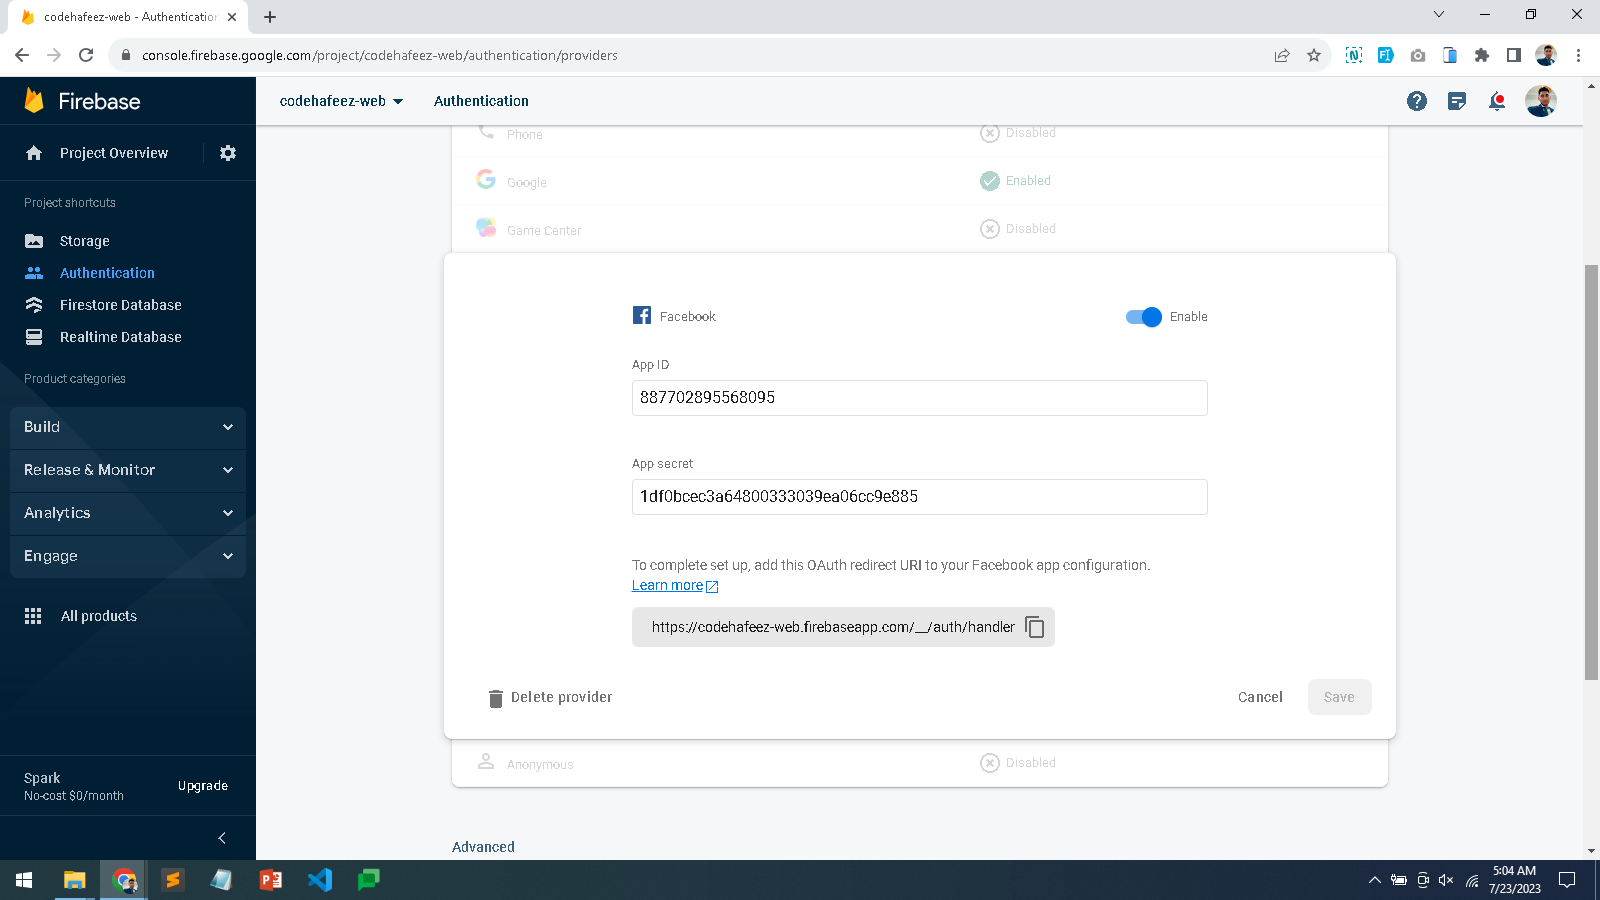 codehafeez-web - Authentication
console.firebase.google.com/project/codehafeez-web/authentication/providers
Firebase
codehafeez-web
Authentication
Project Overview
Project shortcuts
Storage
Authentication
Firestore Database
Realtime Database
Product categories
Build
Release & Monitor
Analytics
Engage
All products
Spark
No-cost $0/month
Upgrade
Phone
Disabled
Google
Enabled
Game Center
Disabled
Facebook
Enable
App ID
887702895568095
App secret
1df0bcec3a64800333039ea06cc9e885
To complete set up, add this OAuth redirect URI to your Facebook app configuration.
Learn more
https://codehafeez-web.firebaseapp.com/__/auth/handler
Delete provider
Cancel
Save
Anonymous
Disabled
Advanced
5:04 AM
7/23/2023